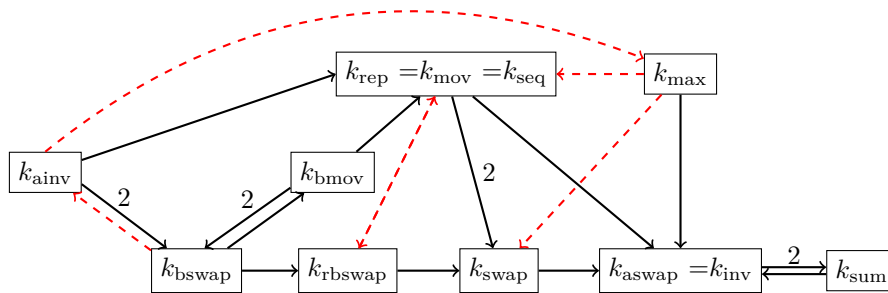 k_rep = k_mov = k_seq
k_max
k_ainv
2
2
k_bmov
2
k_bswap
k_rbswap
k_swap
k_aswap = k_inv
2
k_sum